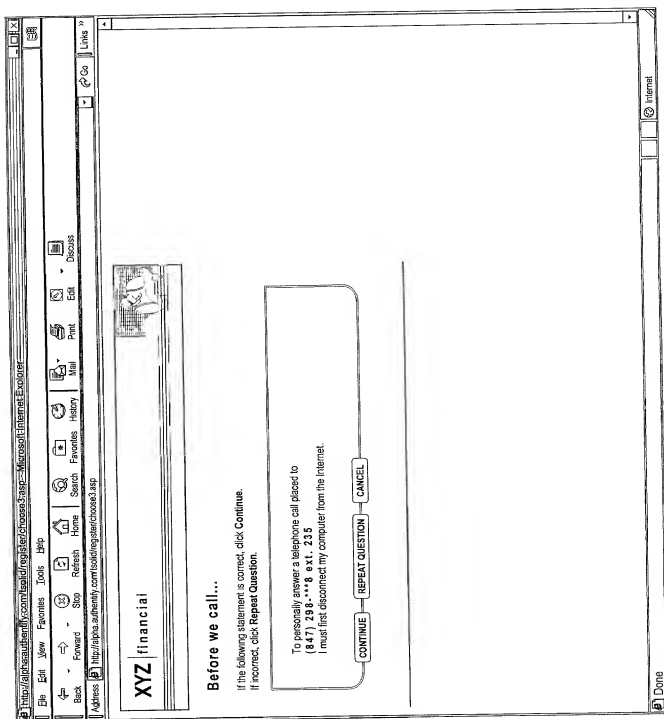 http://alphaauthentify.com/tsolid/register/choose3.asp - Microsoft Internet Explorer
File Edit View Favorites Tools Help
Back Forward Stop Refresh Home Search Favorites History Mail Print Edit Discuss
Address http://alpha.authentify.com/tsolid/register/choose3.asp Go Links »
XYZ financial
Before we call...
If the following statement is correct, click Continue.
If incorrect, click Repeat Question.
To personally answer a telephone call placed to
(847) 298-***8 ext. 235
I must first disconnect my computer from the Internet.
CONTINUE REPEAT QUESTION CANCEL
Done Internet